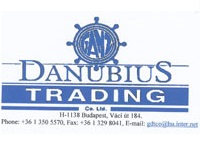 DANUBIUS
TRADING
Co. Ltd.
H-1138 Budapest, Váci út 184.
Phone: +36 1 350 5570, Fax: +36 1 329 8041, E-mail: gdtco@hu.inter.net